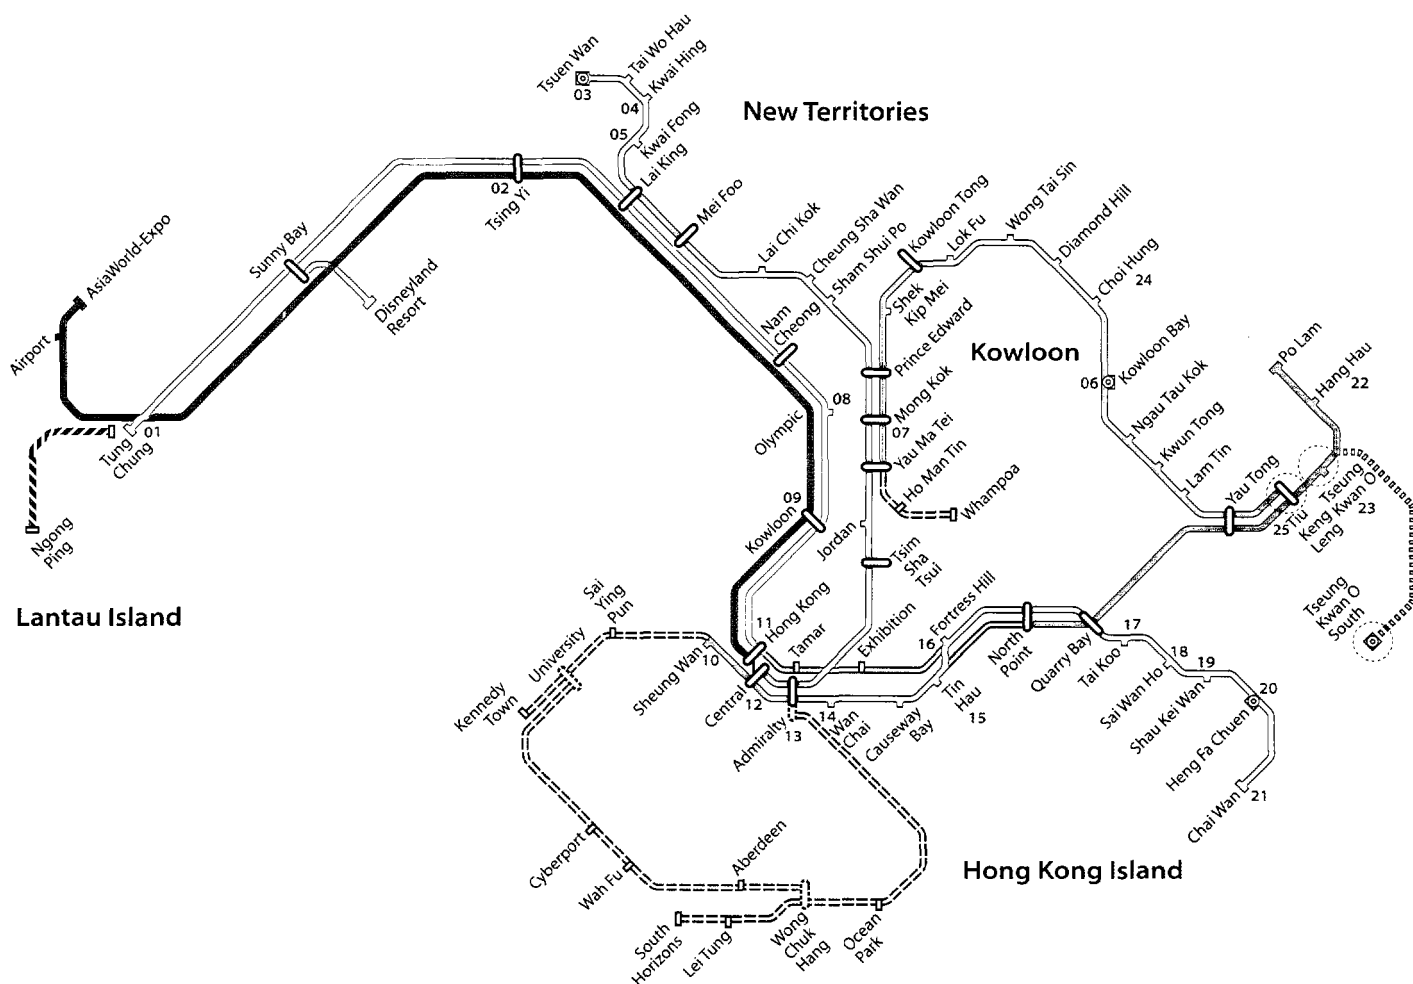 New Territories
Tsuen Wan
03
Tai Wo Hau
04
Kwai Hing
05
Kwai Fong
Lai King
02
Tsing Yi
Mei Foo
Lai Chi Kok
Cheung Sha Wan
Sham Shui Po
Sunny Bay
Disneyland
Resort
AsiaWorld-Expo
Airport
01
Tung
Chung
Ngong
Ping
Lantau Island
Nam
Cheong
08
Olympic
09
Kowloon
Kowloon
Kowloon Tong
Lok Fu
Wong Tai Sin
Diamond Hill
Choi Hung
24
Shek
Kip Mei
Prince Edward
Mong Kok
07
Yau Ma Tei
Ho Man Tin
Whampoa
Jordan
Tsim
Sha
Tsui
06
Kowloon Bay
Ngau Tau Kok
Kwun Tong
Lam Tin
Yau Tong
25
Tiu
Keng
Leng
Tseung
Kwan O
23
Po Lam
Hang Hau
22
Tseung
Kwan O
South
11
Hong Kong
Tamar
Exhibition
16
Fortress Hill
North
Point
Quarry Bay
17
Tai Koo
18
Sai Wan Ho
19
Shau Kei Wan
20
Heng Fa Chuen
21
Chai Wan
Sai
Ying
Pun
University
Kennedy
Town
10
Sheung Wan
Central
12
Admiralty
13
14
Wan
Chai
Causeway
Bay
Tin
Hau
15
Cyberport
Wah Fu
Aberdeen
South
Horizons
Lei Tung
Wong
Chuk
Hang
Ocean
Park
Hong Kong Island